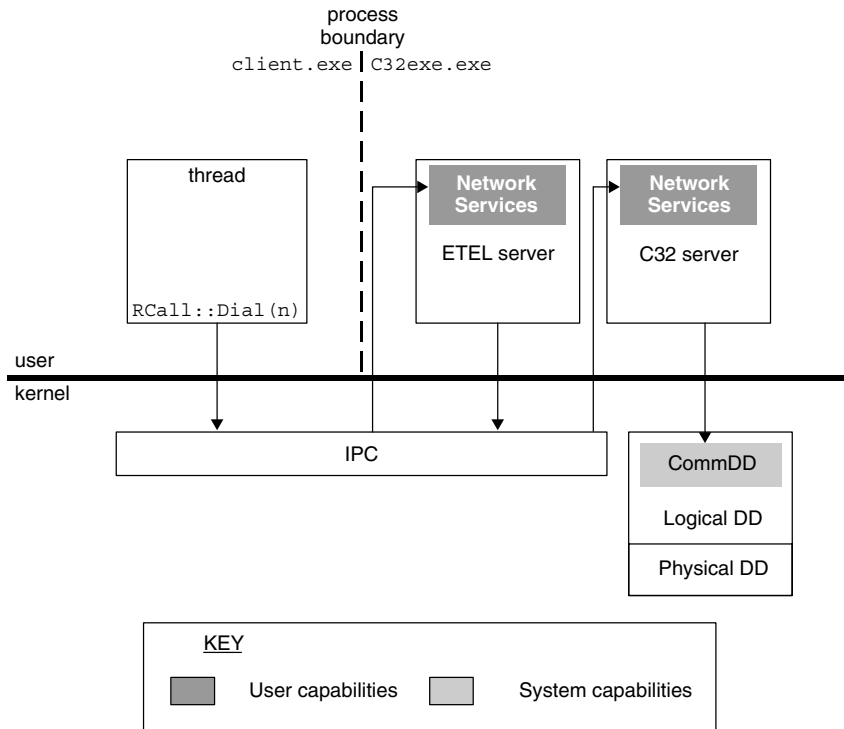 process
boundary
client.exe C32exe.exe
thread
Network
Services
Network
Services
ETEL server
C32 server
RCall::Dial(n)
user
kernel
IPC
CommDD
Logical DD
Physical DD
KEY
User capabilities
System capabilities